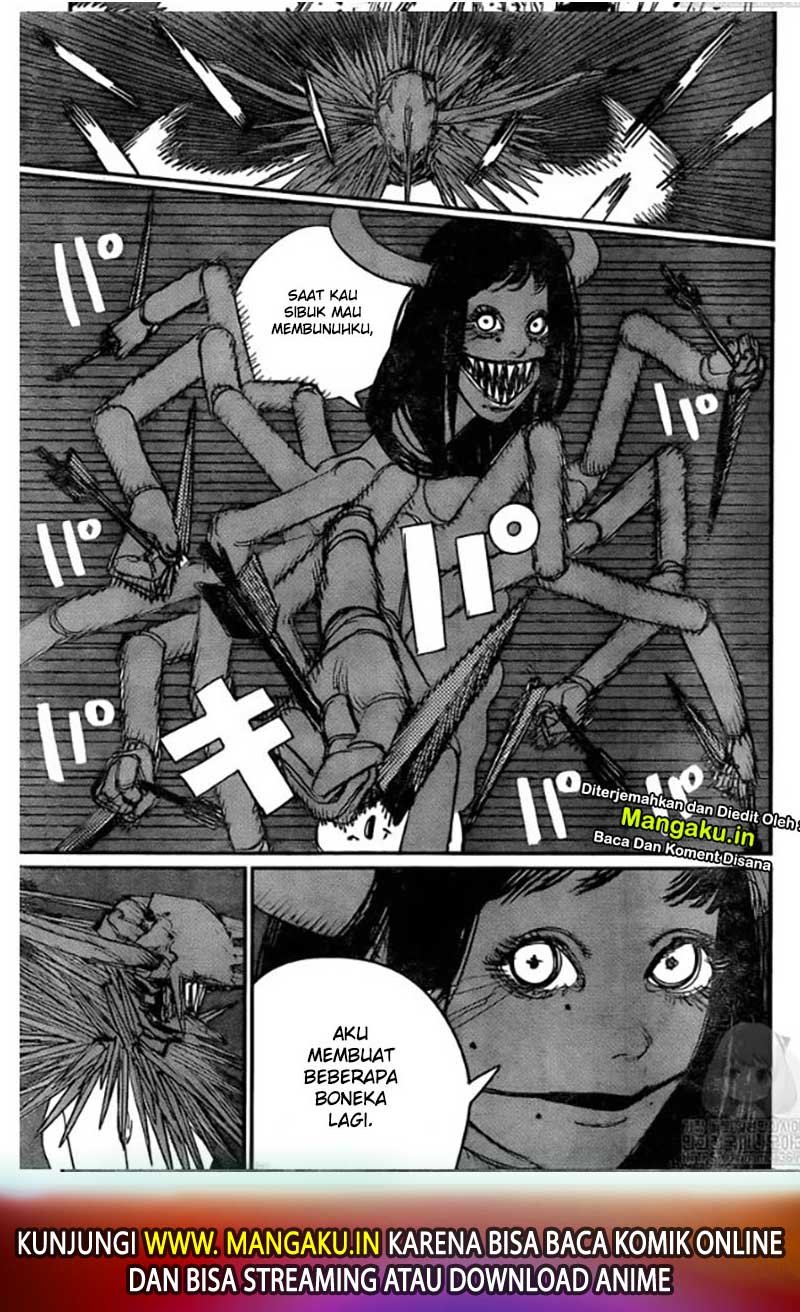 パパ
SAAT KAU
SIBUK MAU
MEMBUNUHKU,
パ
パ
パ
パ
キ
パ
パ
パ
Diterjemahkan dan Diedit Oleh :
Mangaku.in
Baca Dan Koment Disana
AKU
MEMBUAT
BEBERAPA
BONEKA
LAGI.
KUNJUNGI WWW. MANGAKU.IN KARENA BISA BACA KOMIK ONLINE
DAN BISA STREAMING ATAU DOWNLOAD ANIME